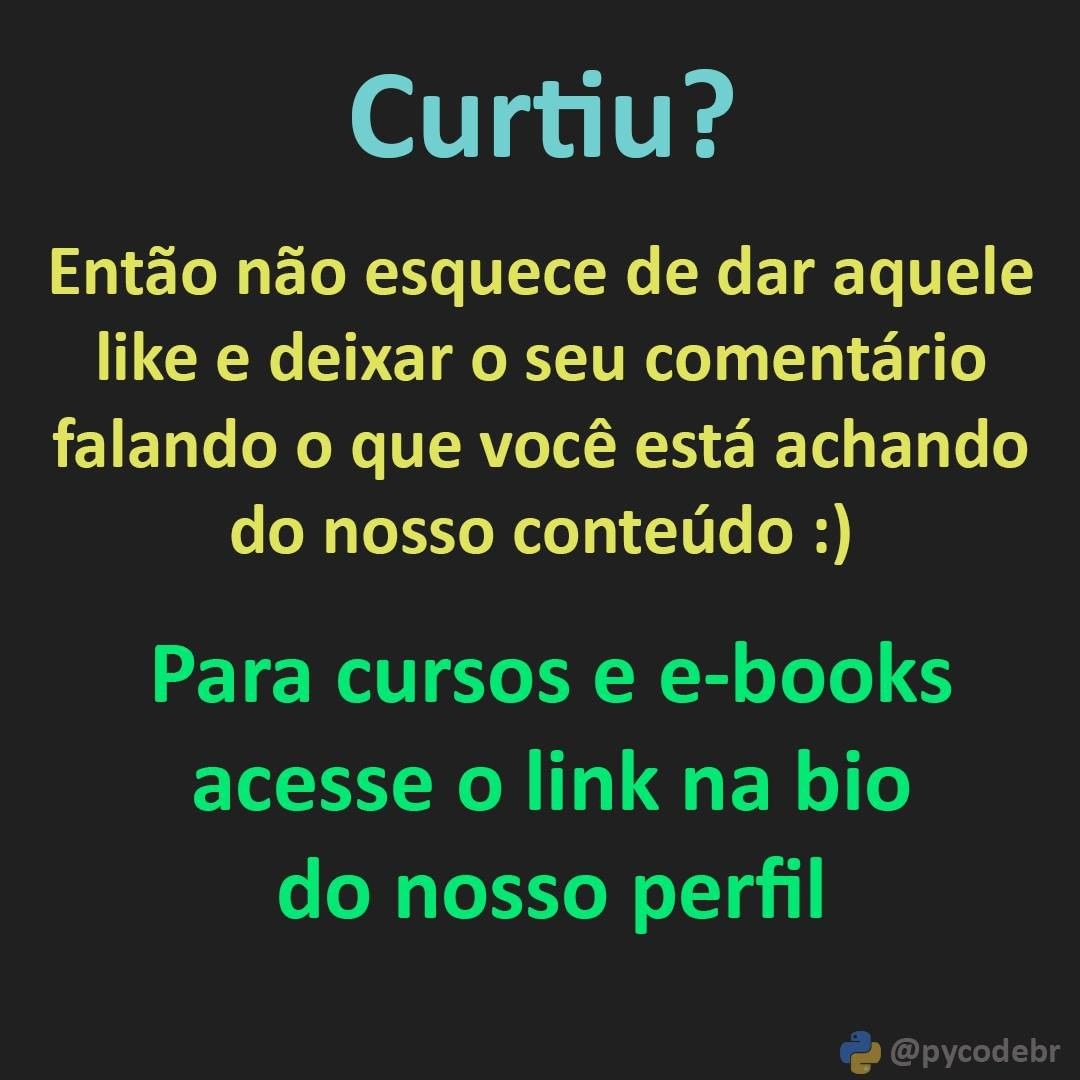 Curtiu?
Então não esquece de dar aquele
like e deixar o seu comentário
falando o que você está achando
do nosso conteúdo :)
Para cursos e e-books
acesse o link na bio
do nosso perfil
@pycodebr